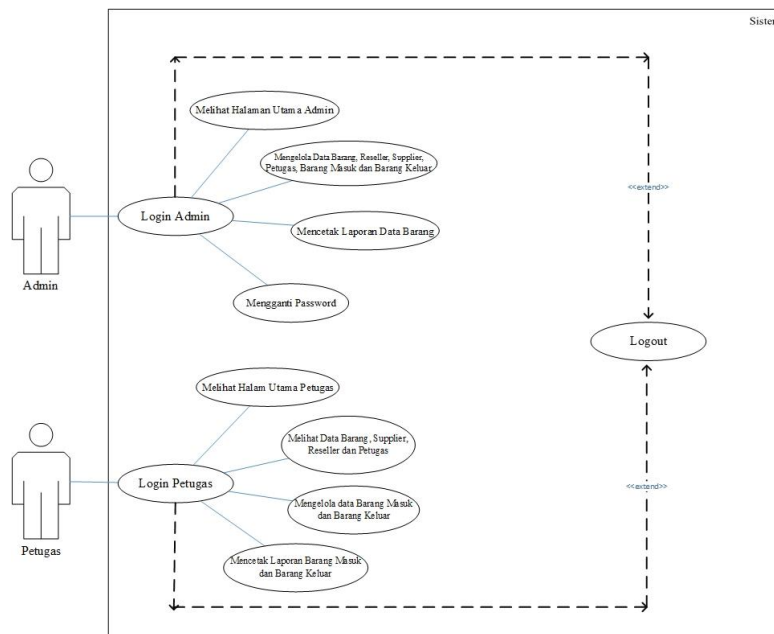 Sister
Melihat Halaman Utama Admin
Mengelola Data Barang, Reseller, Supplier,
Petugas, Barang Masuk dan Barang Keluar
<<extend>>
Login Admin
Mencetak Laporan Data Barang
Admin
Mengganti Password
Logout
Melihat Halam Utama Petugas
Melihat Data Barang, Supplier,
Reseller dan Petugas
Login Petugas
<<extend>>
Mengelola data Barang Masuk
dan Barang Keluar
Petugas
Mencetak Laporan Barang Masuk
dan Barang Keluar